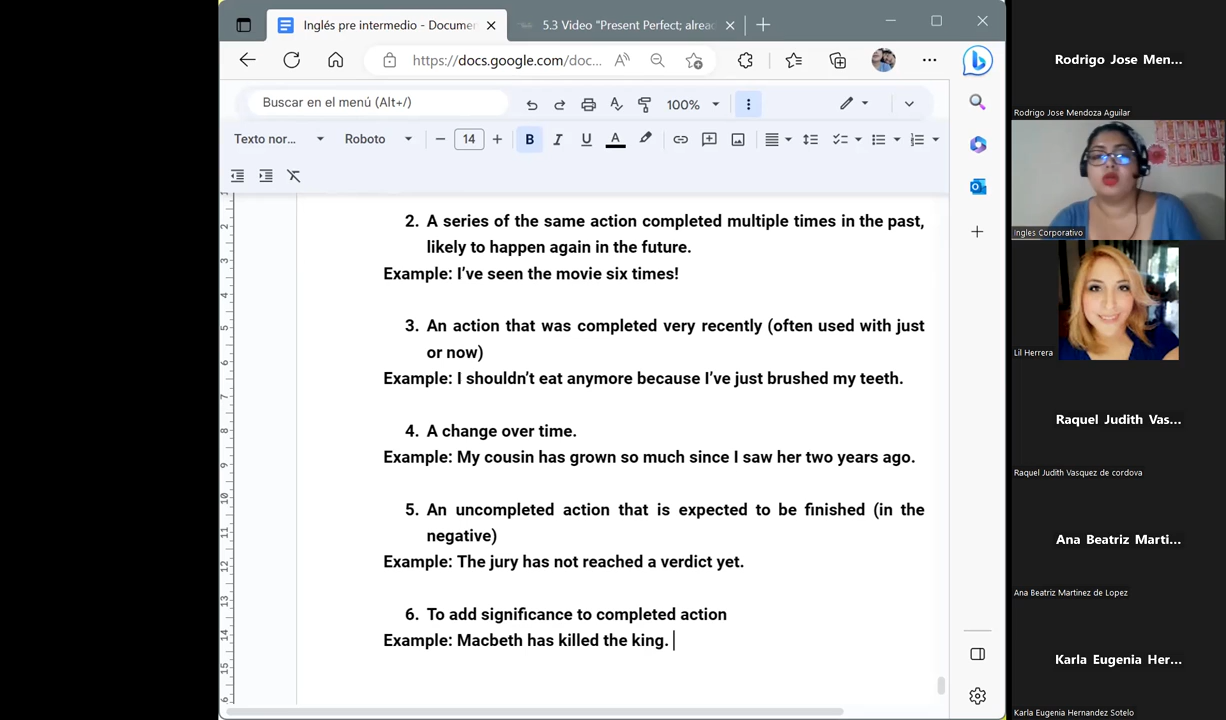 Inglés pre intermedio - Docume
5.3 Video "Present Perfect; alrea
https://docs.google.com/doc...
Buscar en el menú (Alt+/)
100%
Texto nor...
Roboto
14
B I U A
2. A series of the same action completed multiple times in the past,
likely to happen again in the future.
Example: I've seen the movie six times!
3. An action that was completed very recently (often used with just
or now)
Example: I shouldn't eat anymore because I've just brushed my teeth.
4. A change over time.
Example: My cousin has grown so much since I saw her two years ago.
5. An uncompleted action that is expected to be finished (in the
negative)
Example: The jury has not reached a verdict yet.
6. To add significance to completed action
Example: Macbeth has killed the king.
Rodrigo Jose Men...
Rodrigo Jose Mendoza Aguilar
Ingles Corporativo
Lil Herrera
Raquel Judith Vas...
Raquel Judith Vasquez de cordova
Ana Beatriz Marti...
Ana Beatriz Martinez de Lopez
Karla Eugenia Her...
Karla Eugenia Hernandez Sotelo